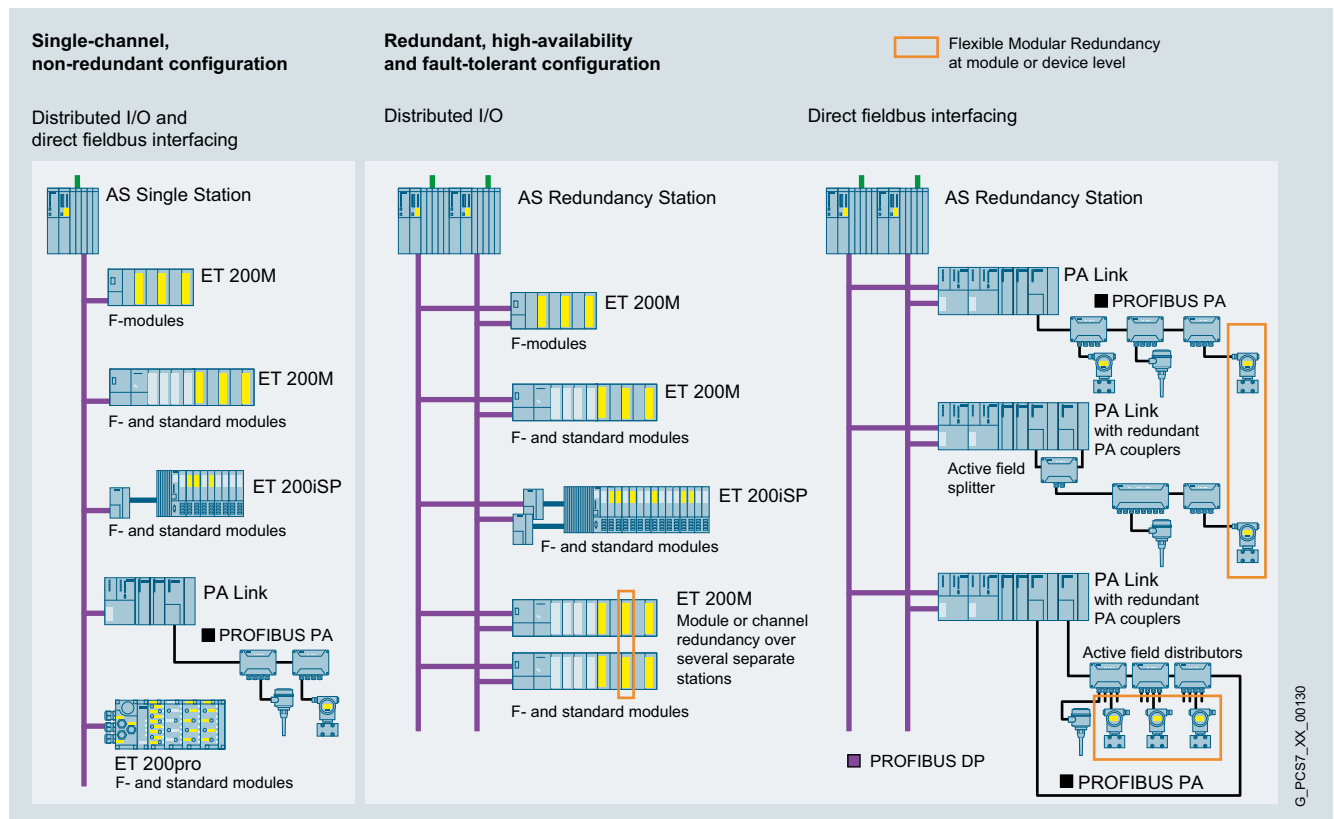 Single-channel,
non-redundant configuration
Redundant, high-availability
and fault-tolerant configuration
Flexible Modular Redundancy
at module or device level
Distributed I/O and
direct fieldbus interfacing
Distributed I/O
Direct fieldbus interfacing
AS Single Station
ET 200M
F-modules
ET 200M
F- and standard modules
ET 200iSP
F- and standard modules
PA Link
PROFIBUS PA
ET 200pro
F- and standard modules
AS Redundancy Station
ET 200M
F-modules
ET 200M
F- and standard modules
ET 200iSP
F- and standard modules
ET 200M
Module or channel
redundancy over
several separate
stations
F- and standard modules
PROFIBUS DP
AS Redundancy Station
PA Link
PROFIBUS PA
PA Link
with redundant
PA couplers
Active field
splitter
PA Link
with redundant
PA couplers
Active field distributors
PROFIBUS PA
G_PCS7_XX_00130